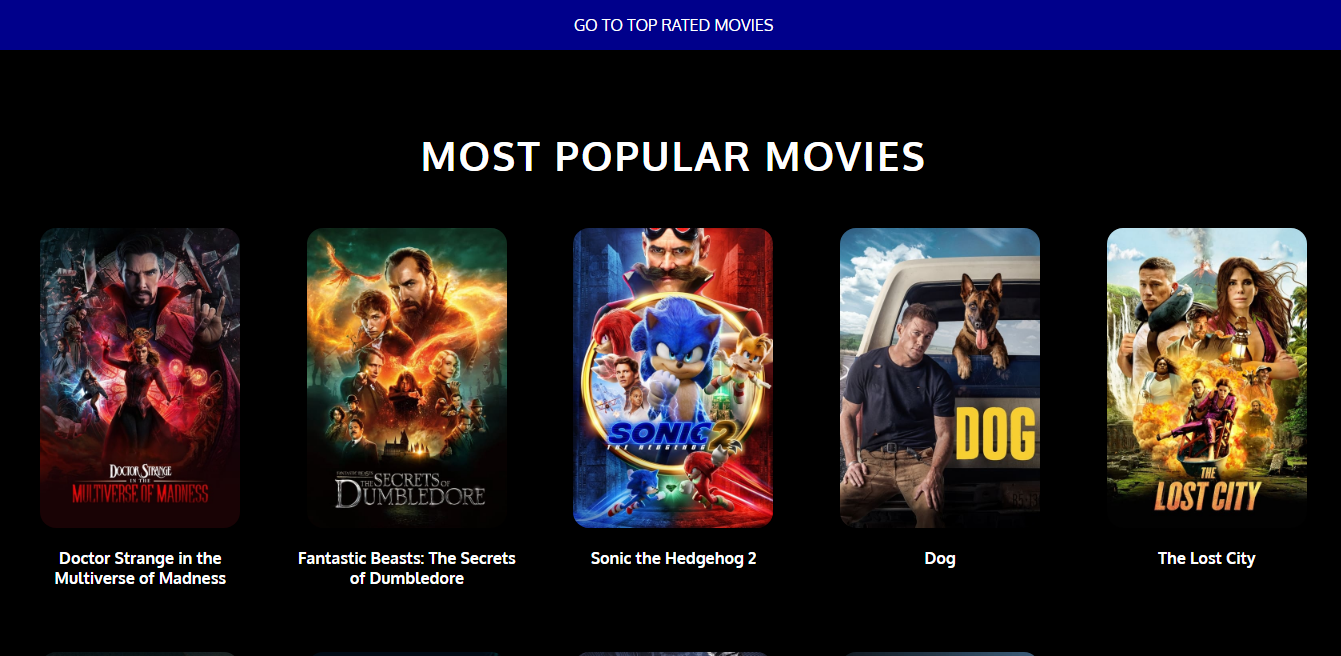 GO TO TOP RATED MOVIES
MOST POPULAR MOVIES
DOCTOR STRANGE
IN THE
MULTIVERSE OF MADNESS
FANTASTIC BEASTS
THE SECRETS OF
DUMBLEDORE
SONIC 2
THE HEDGEHOG
DOG
THE
LOST CITY
Doctor Strange in the
Multiverse of Madness
Fantastic Beasts: The Secrets
of Dumbledore
Sonic the Hedgehog 2
Dog
The Lost City